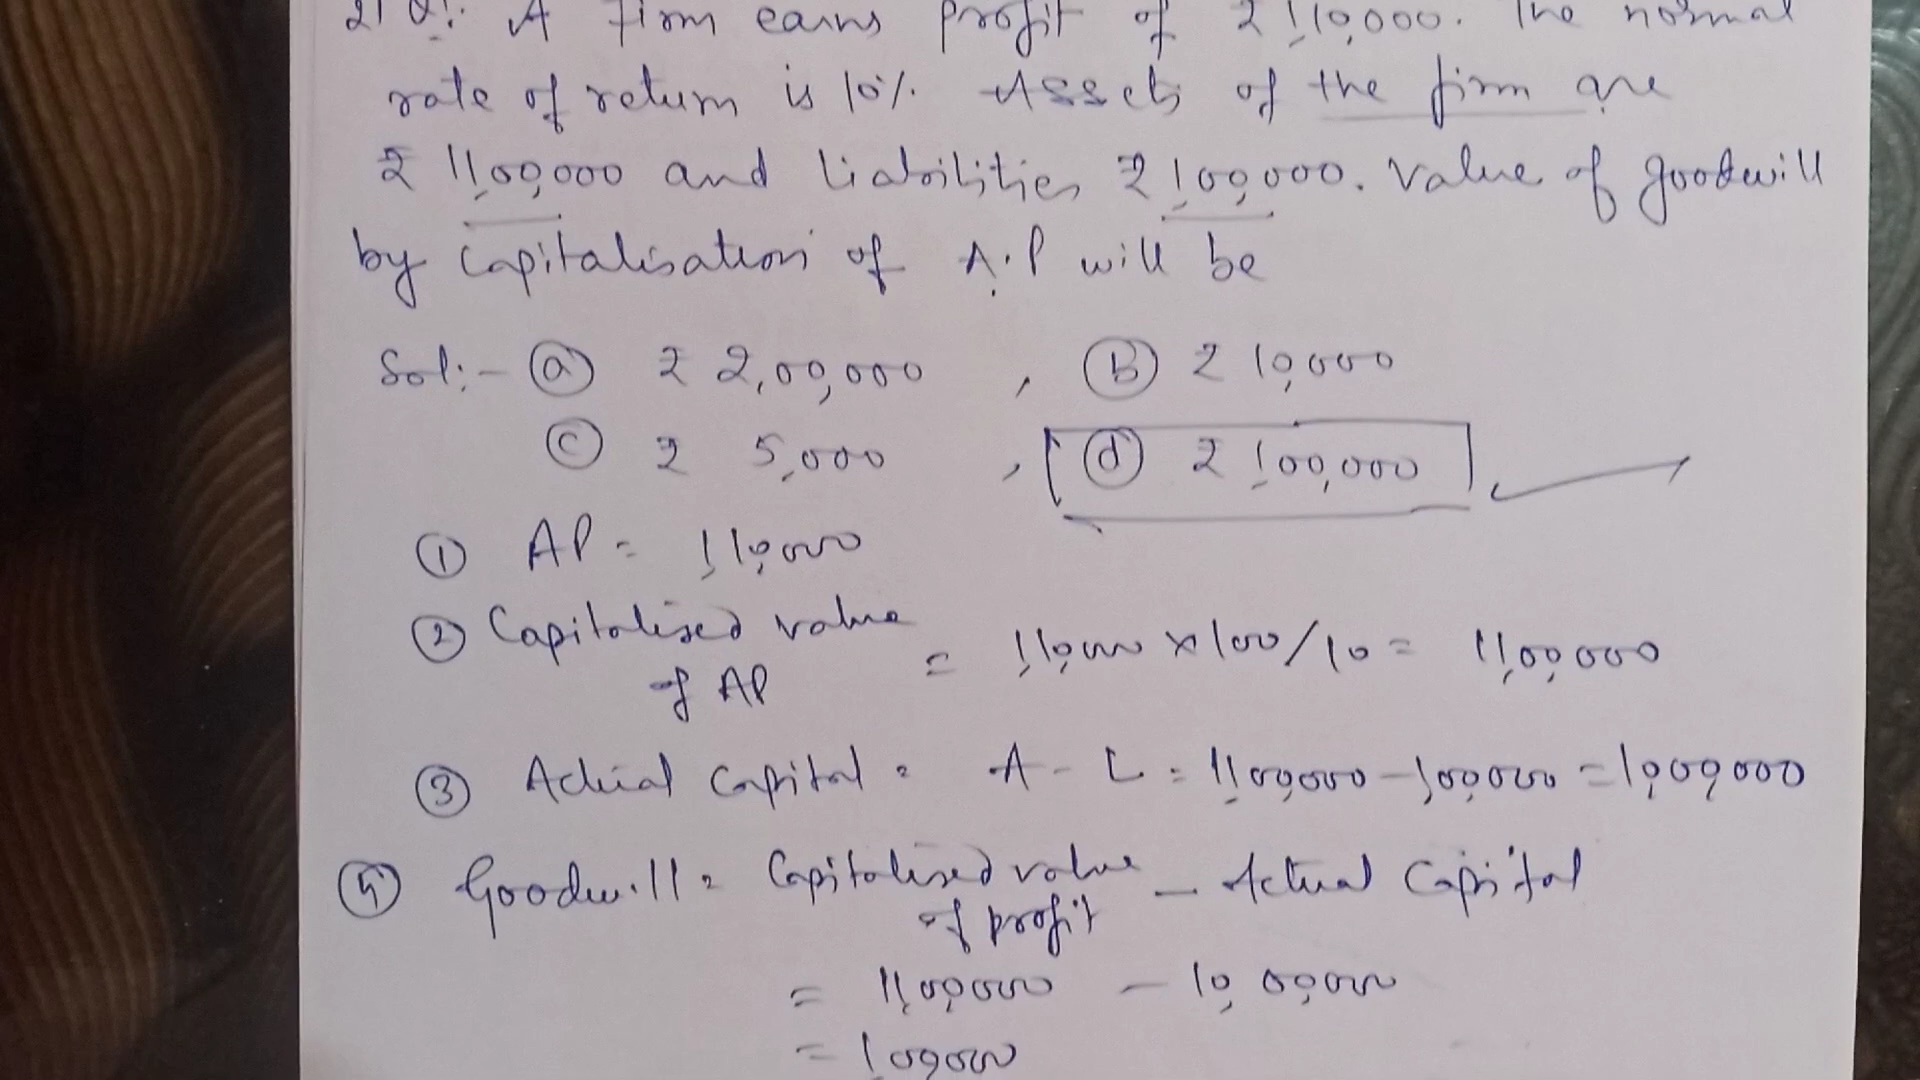 21 Q:. A firm earns profit of ₹ 1,10,000. The normal
rate of return is 10%. Assets of the firm are
₹ 11,00,000 and liabilities ₹ 1,00,000. Value of goodwill
by Capitalisation of A.P will be
Sol:- (a) ₹ 2,00,000 , (B) ₹ 10,000
(c) ₹ 5,000 , (d) ₹ 1,00,000
(1) AP = 1,10,000
(2) Capitalised value of AP = 1,10,000 × 100/10 = 11,00,000
(3) Actual Capital = A - L = 11,00,000 - 1,00,000 = 10,00,000
(4) Goodwill = Capitalised value of profit - Actual Capital
= 11,00,000 - 10,00,000
= 1,00,000